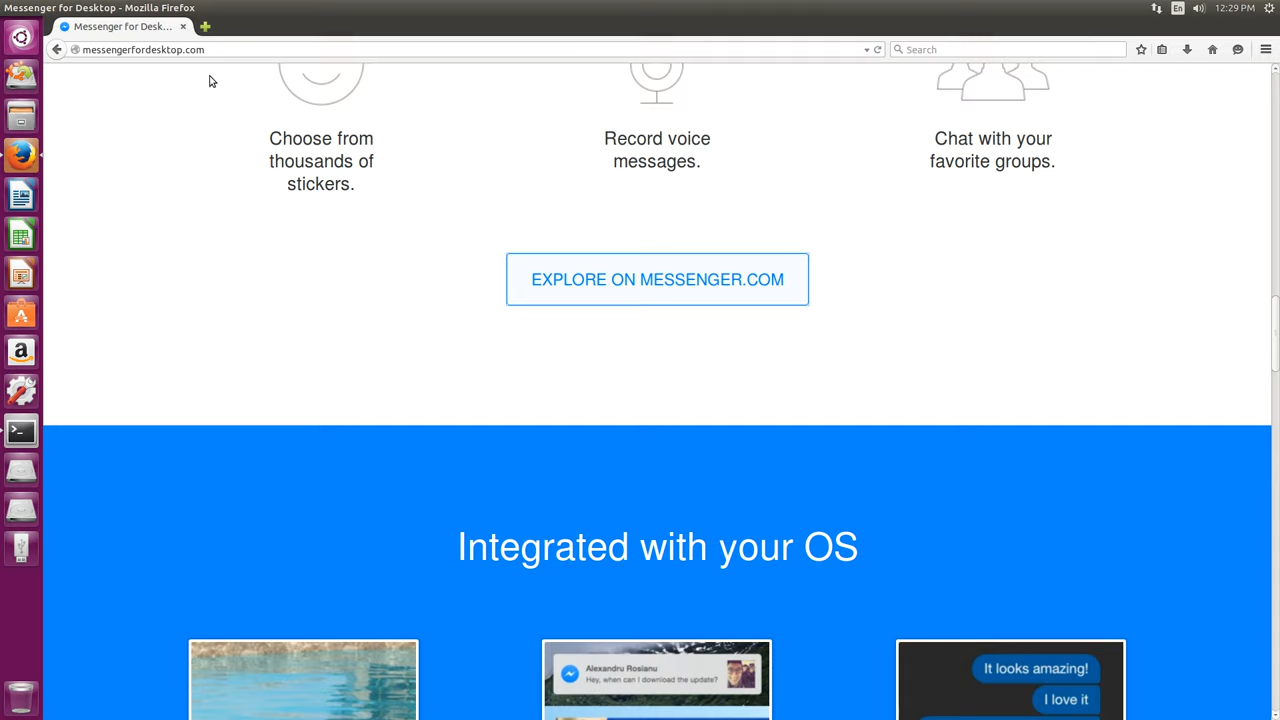 Messenger for Desktop - Mozilla Firefox
En
12:29 PM
Messenger for Desk...
messengerfordesktop.com
Search
Choose from
thousands of
stickers.
Record voice
messages.
Chat with your
favorite groups.
EXPLORE ON MESSENGER.COM
Integrated with your OS
Alexandru Rosianu
Hey, when can I download the update?
It looks amazing!
I love it